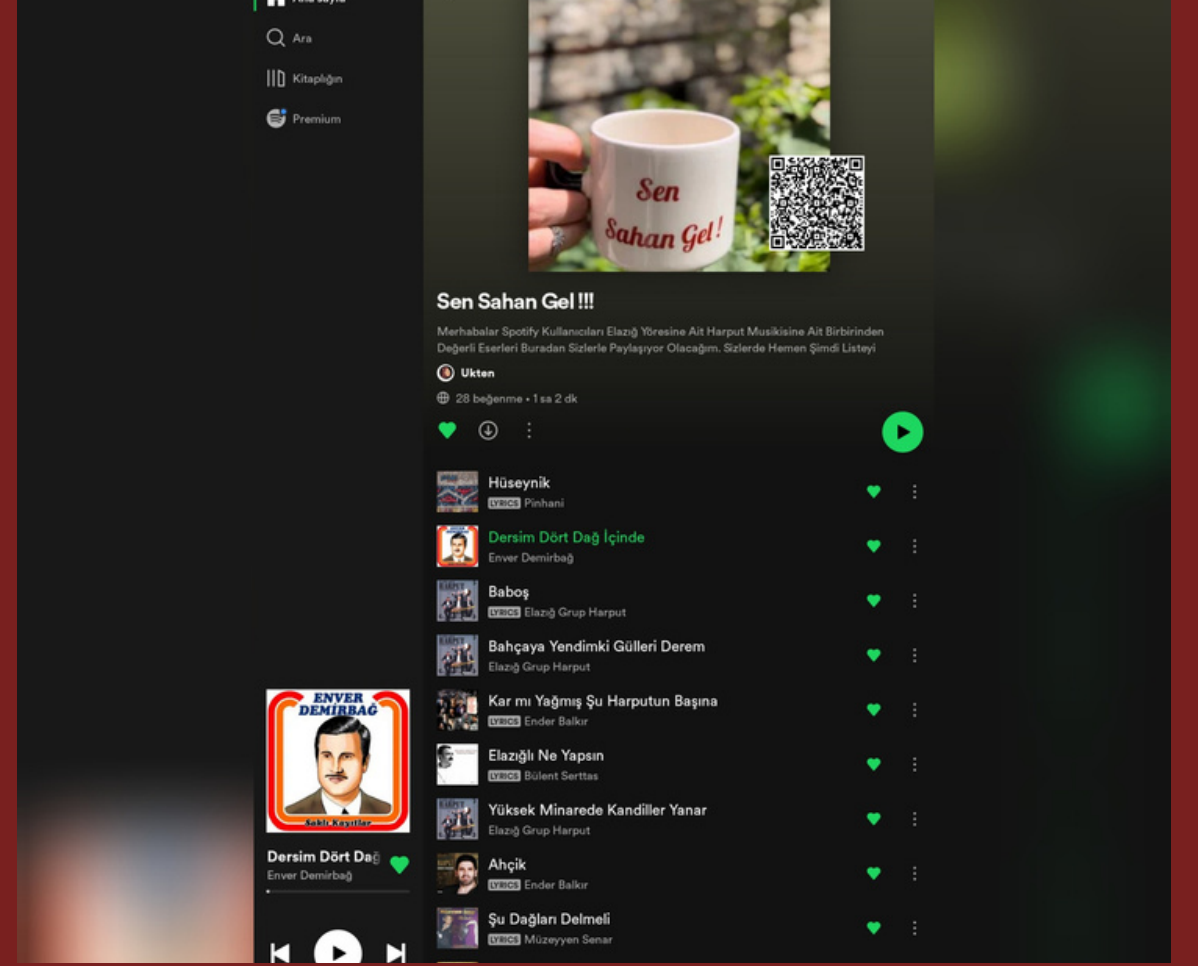 Ana sayfa
Ara
Kitaplığın
Premium
Sen
Sahan Gel!
Sen Sahan Gel !!!
Merhabalar Spotify Kullanıcıları Elazığ Yöresine Ait Harput Musikisine Ait Birbirinden
Değerli Eserleri Buradan Sizlerle Paylaşıyor Olacağım. Sizlerde Hemen Şimdi Listeyi
Ukten
28 beğenme • 1 sa 2 dk
Hüseynik
LYRICS Pinhani
Dersim Dört Dağ İçinde
Enver Demirbağ
Baboş
LYRICS Elazığ Grup Harput
Bahçaya Yendimki Gülleri Derem
Elazığ Grup Harput
Kar mı Yağmış Şu Harputun Başına
LYRICS Ender Balkır
Elazığlı Ne Yapsın
LYRICS Bülent Serttas
Yüksek Minarede Kandiller Yanar
Elazığ Grup Harput
Ahçik
LYRICS Ender Balkır
Şu Dağları Delmeli
LYRICS Müzeyyen Senar
ENVER
DEMİRBAĞ
Saklı Kayıtlar
Dersim Dört Dağ
Enver Demirbağ